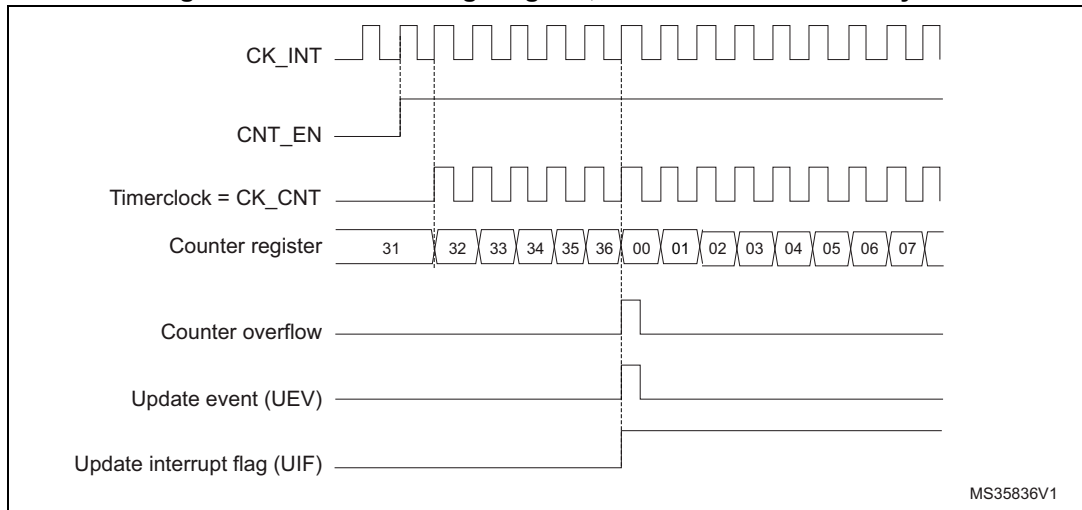 CK_INT
CNT_EN
Timerclock = CK_CNT
Counter register 31 32 33 34 35 36 00 01 02 03 04 05 06 07
Counter overflow
Update event (UEV)
Update interrupt flag (UIF)
MS35836V1